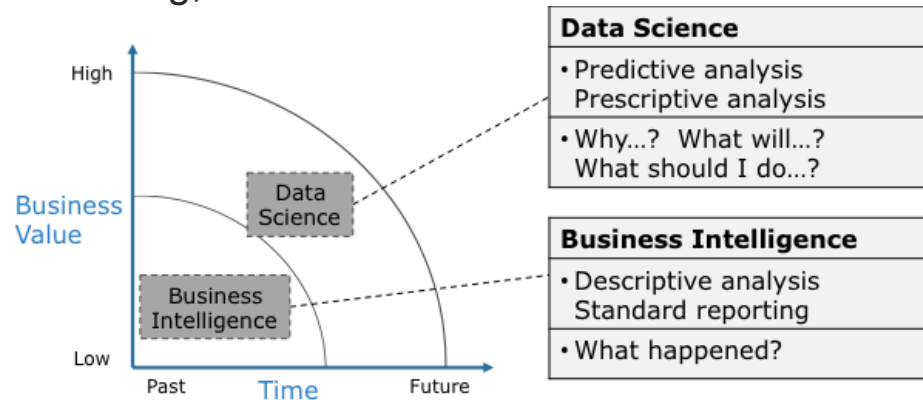 High
Business
Value
Low
Past
Time
Future
Data
Science
Business
Intelligence
Data Science
• Predictive analysis
Prescriptive analysis
• Why...? What will...?
What should I do...?
Business Intelligence
• Descriptive analysis
Standard reporting
• What happened?